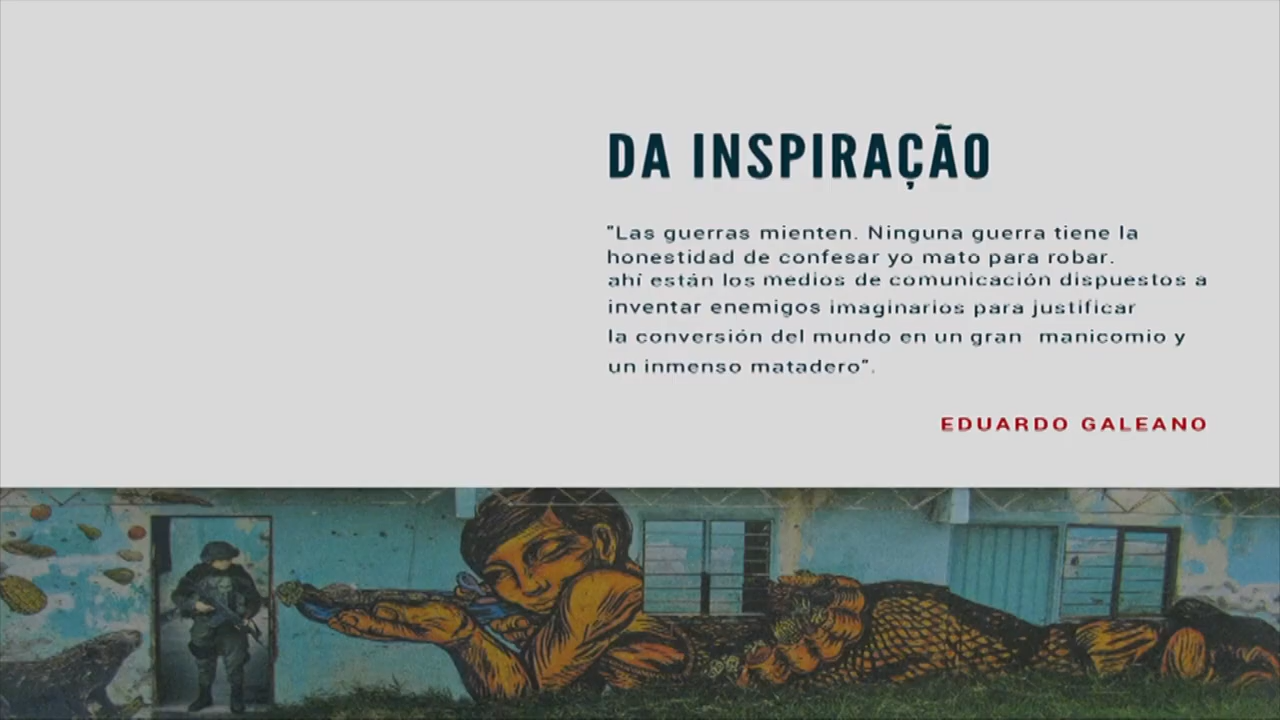 DA INSPIRAÇÃO
"Las guerras mienten. Ninguna guerra tiene la
honestidad de confesar yo mato para robar.
ahí están los medios de comunicación dispuestos a
inventar enemigos imaginarios para justificar
la conversión del mundo en un gran manicomio y
un inmenso matadero".
EDUARDO GALEANO